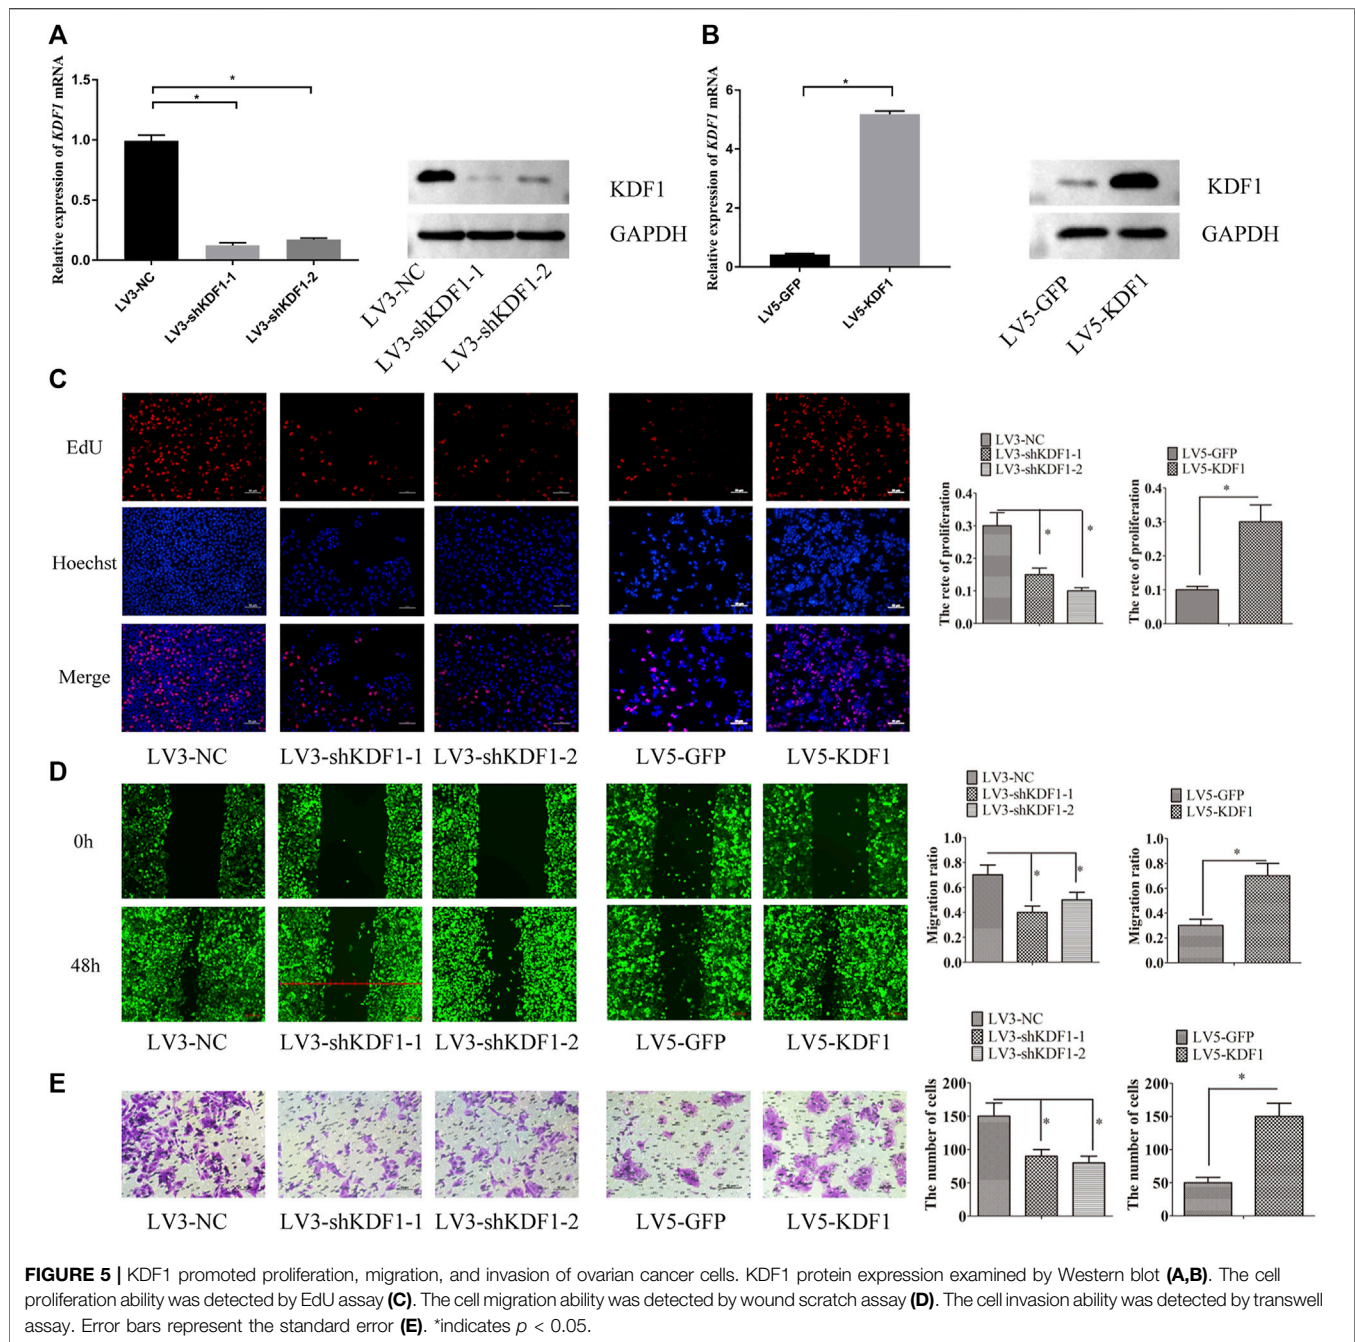 A
Relative expression of KDF1 mRNA
1.5
1.0
0.5
0.0
*
*
LV3-NC
LV3-shKDF1-1
LV3-shKDF1-2
KDF1
GAPDH
LV3-NC
LV3-shKDF1-1
LV3-shKDF1-2
B
Relative expression of KDF1 mRNA
6
4
2
0
*
LV5-GFP
LV5-KDF1
KDF1
GAPDH
LV5-GFP
LV5-KDF1
C
EdU
Hoechst
Merge
LV3-NC LV3-shKDF1-1 LV3-shKDF1-2 LV5-GFP LV5-KDF1
LV3-NC
LV3-shKDF1-1
LV3-shKDF1-2
The rete of proliferation
0.4
0.3
0.2
0.1
0.0
*
*
LV5-GFP
LV5-KDF1
The rete of proliferation
0.4
0.3
0.2
0.1
0.0
*
D
0h
48h
LV3-NC LV3-shKDF1-1 LV3-shKDF1-2 LV5-GFP LV5-KDF1
LV3-NC
LV3-shKDF1-1
LV3-shKDF1-2
Migration ratio
1.0
0.8
0.6
0.4
0.2
0.0
*
*
LV5-GFP
LV5-KDF1
Migration ratio
1.0
0.8
0.6
0.4
0.2
0.0
*
E
LV3-NC LV3-shKDF1-1 LV3-shKDF1-2 LV5-GFP LV5-KDF1
LV3-NC
LV3-shKDF1-1
LV3-shKDF1-2
The number of cells
200
150
100
50
0
*
*
LV5-GFP
LV5-KDF1
The number of cells
200
150
100
50
0
*
FIGURE 5 | KDF1 promoted proliferation, migration, and invasion of ovarian cancer cells. KDF1 protein expression examined by Western blot (A,B). The cell
proliferation ability was detected by EdU assay (C). The cell migration ability was detected by wound scratch assay (D). The cell invasion ability was detected by transwell
assay. Error bars represent the standard error (E). *indicates p < 0.05.